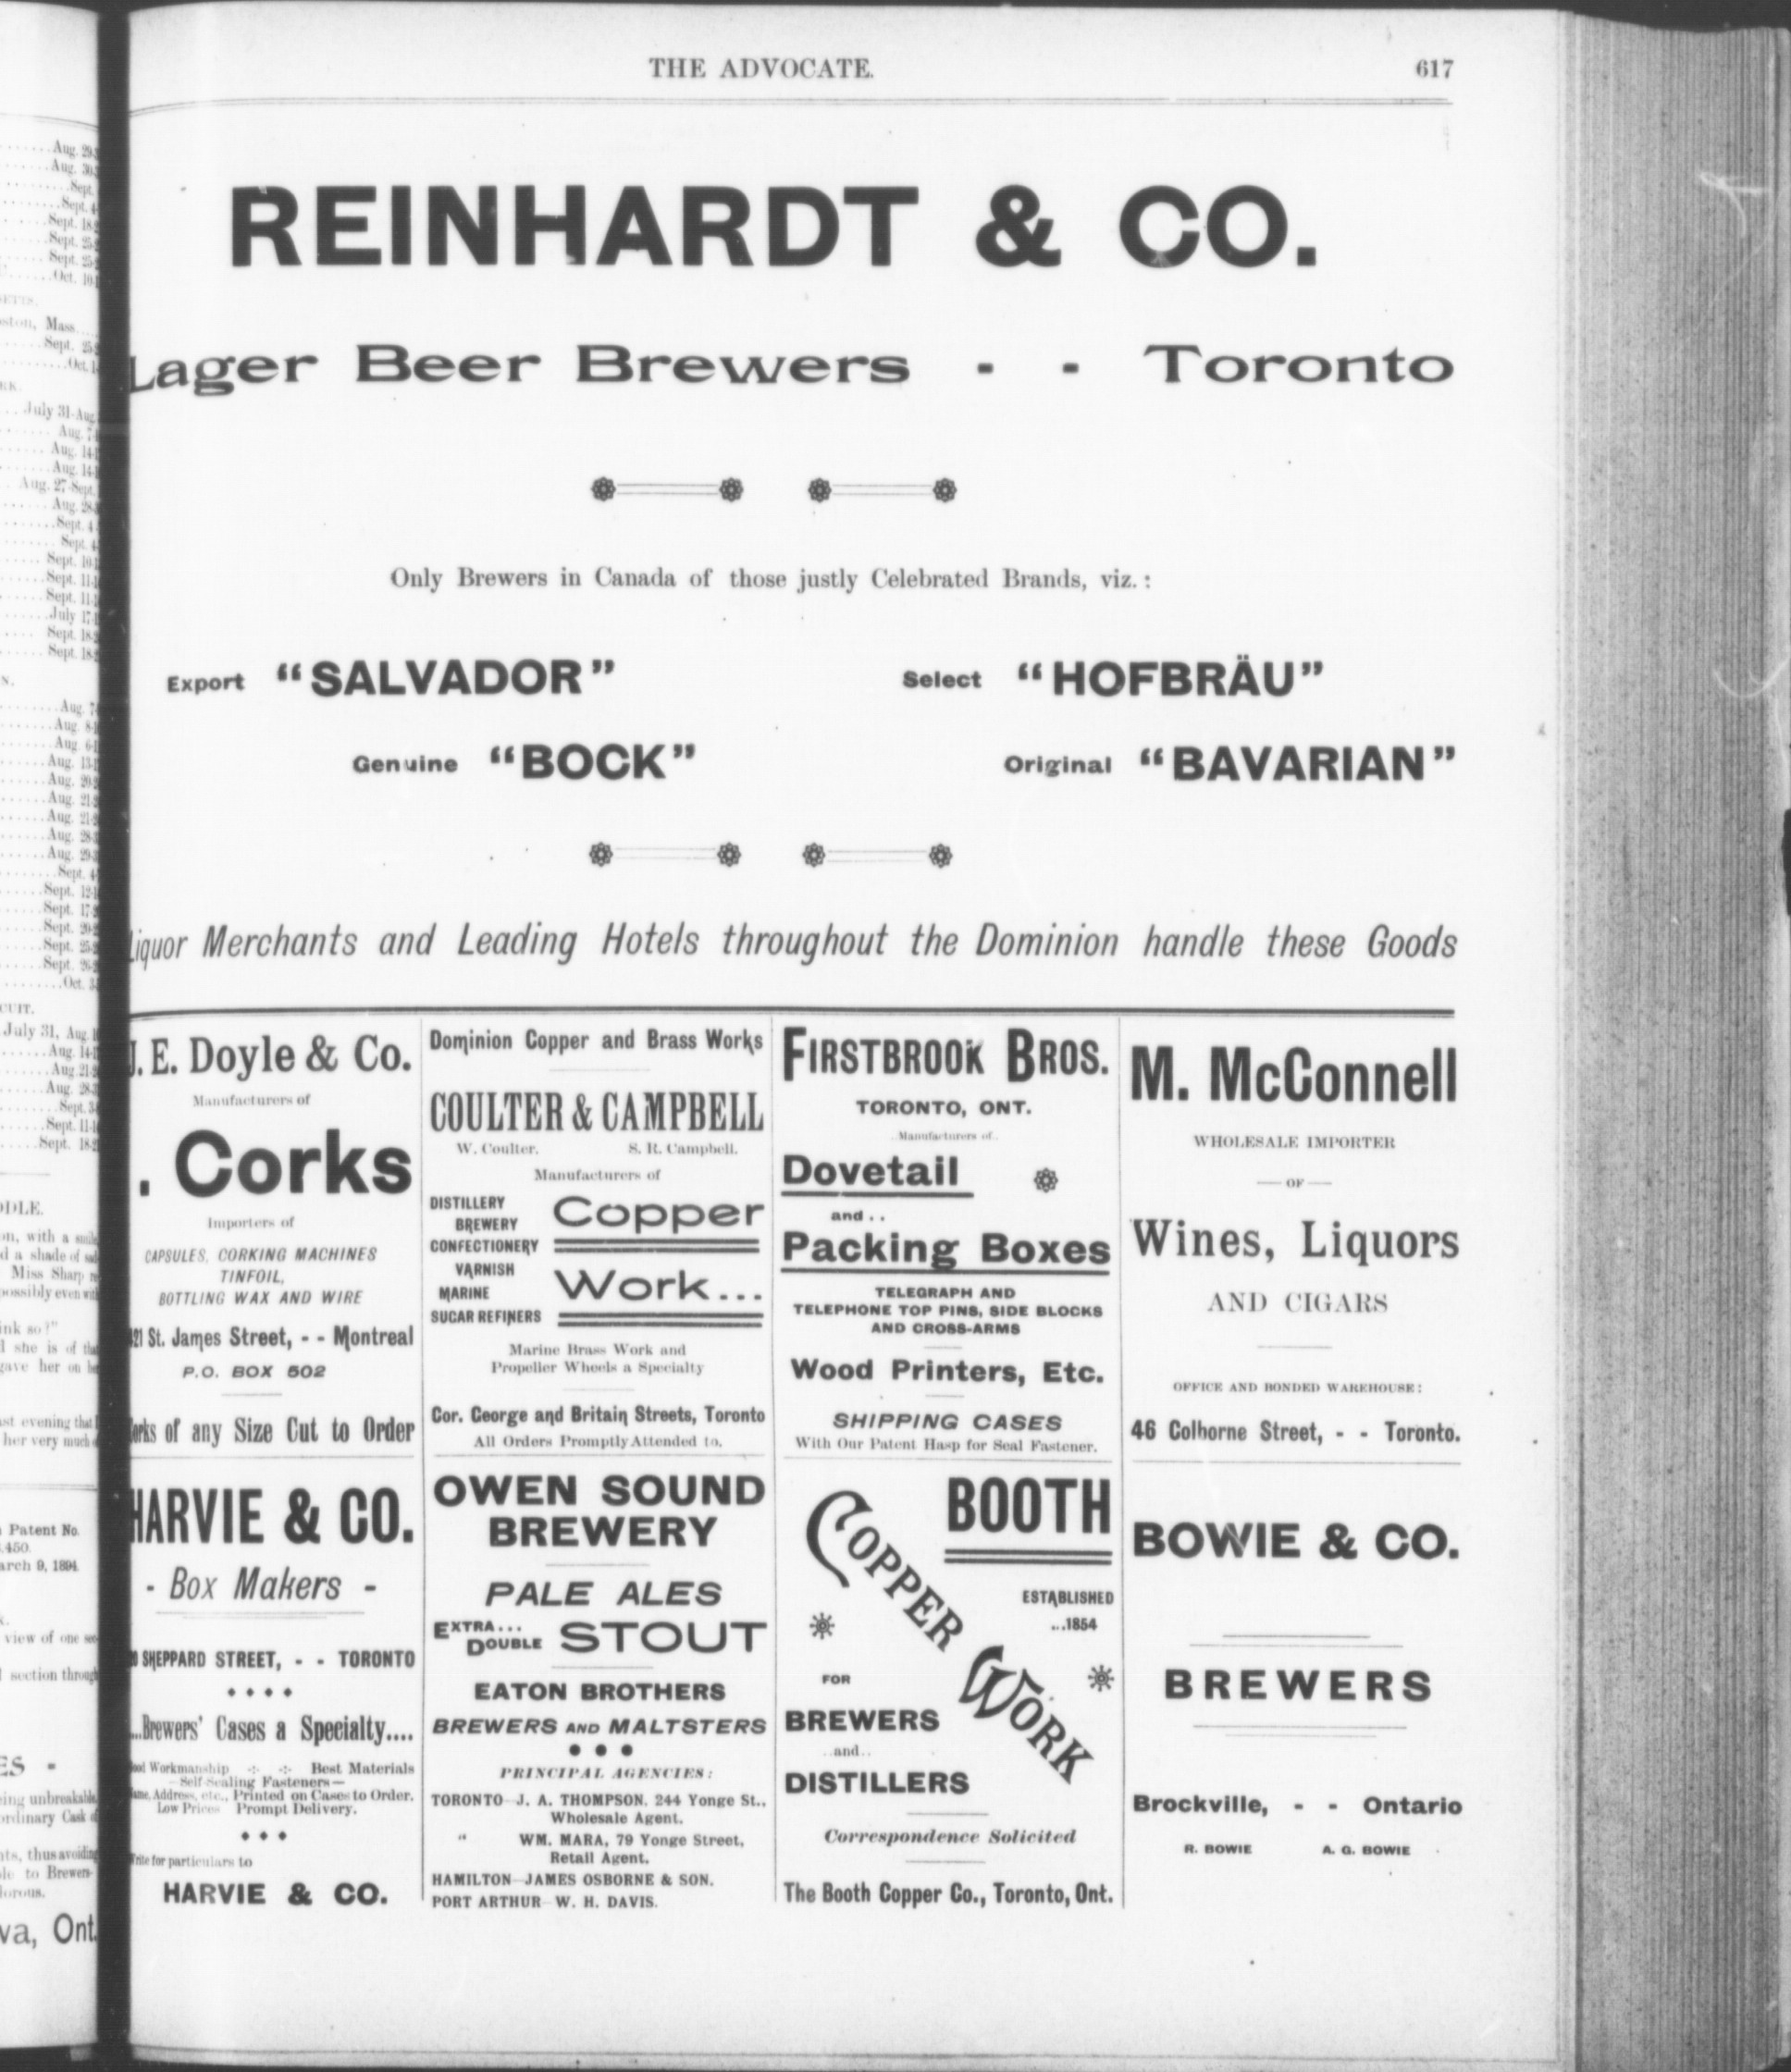 THE ADVOCATE.
617
REINHARDT & CO.
Lager Beer Brewers - - Toronto
Only Brewers in Canada of those justly Celebrated Brands, viz.:
Export "SALVADOR"
Select "HOFBRÄU"
Genuine "BOCK"
Original "BAVARIAN"
Liquor Merchants and Leading Hotels throughout the Dominion handle these Goods
J. E. Doyle & Co.
Manufacturers of
. Corks
Importers of
CAPSULES, CORKING MACHINES
TINFOIL,
BOTTLING WAX AND WIRE
St. James Street, - - Montreal
P.O. BOX 502
of any Size Cut to Order
Dominion Copper and Brass Works
COULTER & CAMPBELL
W. Coulter. S. R. Campbell.
Manufacturers of
DISTILLERY
BREWERY
CONFECTIONERY
VARNISH
MARINE
SUGAR REFINERS
Copper
Work...
Marine Brass Work and
Propeller Wheels a Specialty
Cor. George and Britain Streets, Toronto
All Orders Promptly Attended to.
FIRSTBROOK BROS.
TORONTO, ONT.
..Manufacturers of..
Dovetail
and..
Packing Boxes
TELEGRAPH AND
TELEPHONE TOP PINS, SIDE BLOCKS
AND CROSS-ARMS
Wood Printers, Etc.
SHIPPING CASES
With Our Patent Hasp for Seal Fastener.
M. McConnell
WHOLESALE IMPORTER
— OF —
Wines, Liquors
AND CIGARS
OFFICE AND BONDED WAREHOUSE:
46 Colborne Street, - - Toronto.
HARVIE & CO.
- Box Makers -
SHEPPARD STREET, - - TORONTO
...Brewers' Cases a Specialty....
Workmanship -:- -:- Best Materials
—Self-Sealing Fasteners—
Name, Address, etc., Printed on Cases to Order.
Low Prices Prompt Delivery.
Write for particulars to
HARVIE & CO.
OWEN SOUND
BREWERY
PALE ALES
EXTRA...
DOUBLE STOUT
EATON BROTHERS
BREWERS AND MALTSTERS
PRINCIPAL AGENCIES:
TORONTO—J. A. THOMPSON, 244 Yonge St.,
Wholesale Agent.
" WM. MARA, 79 Yonge Street,
Retail Agent.
HAMILTON—JAMES OSBORNE & SON.
PORT ARTHUR—W. H. DAVIS.
BOOTH
COPPER
WORK
ESTABLISHED
...1854
FOR
BREWERS
..and..
DISTILLERS
Correspondence Solicited
The Booth Copper Co., Toronto, Ont.
BOWIE & CO.
BREWERS
Brockville, - - Ontario
R. BOWIE A. G. BOWIE